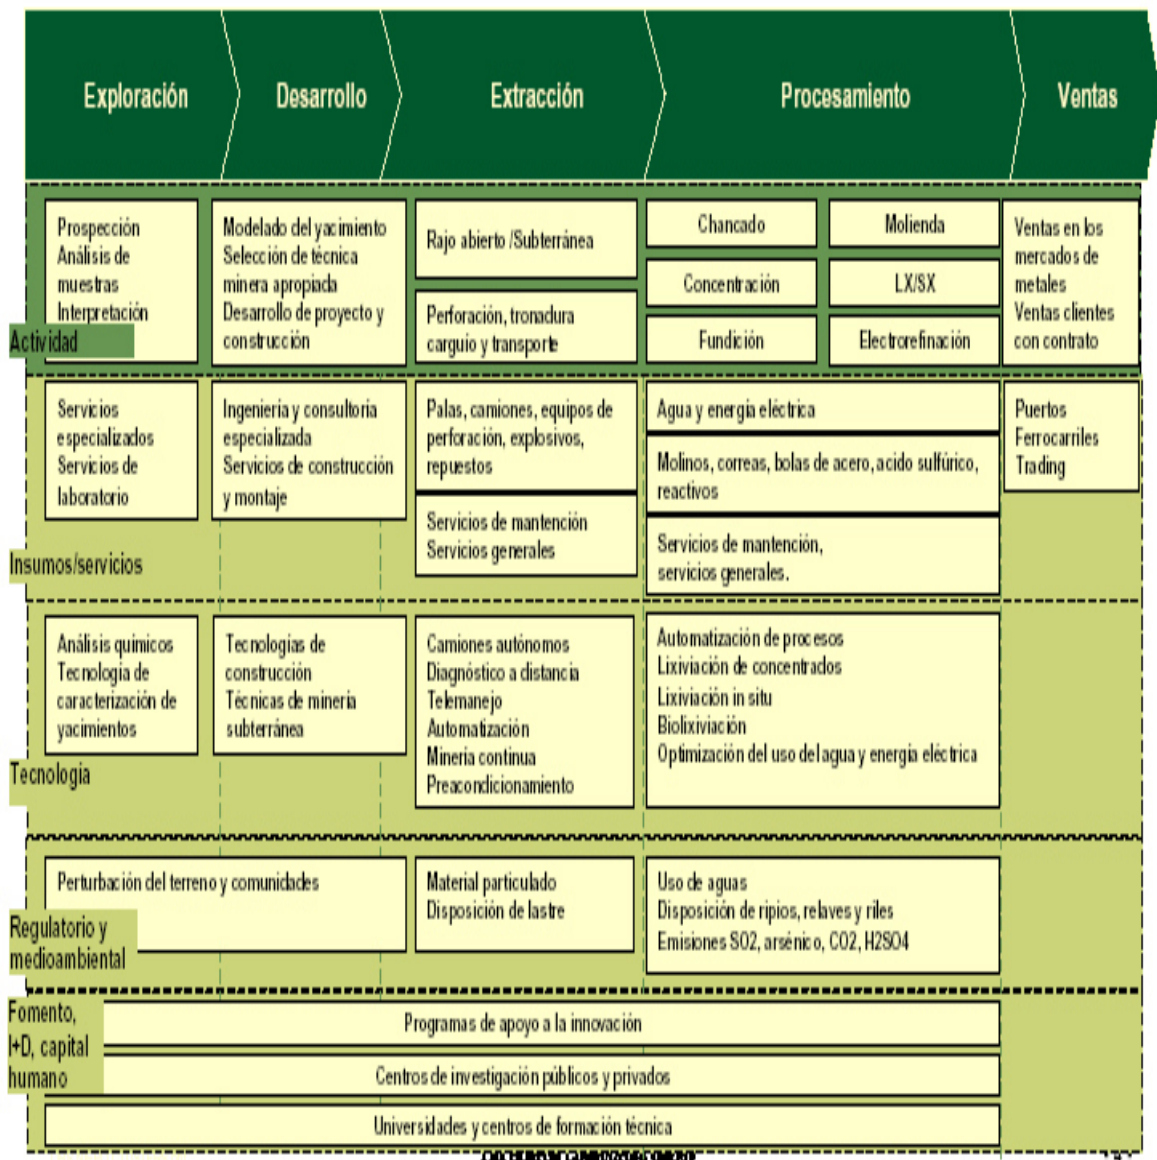 Exploración
Desarrollo
Extracción
Procesamiento
Ventas
Actividad
Prospección
Análisis de
muestras
Interpretación
Modelado del yacimiento
Selección de técnica
minera apropiada
Desarrollo de proyecto y
construcción
Rajo abierto /Subterránea
Perforación, tronadura
carguio y transporte
Chancado
Molienda
Concentración
LX/SX
Fundición
Electrorefinación
Ventas en los
mercados de
metales
Ventas clientes
con contrato
Insumos/servicios
Servicios
especializados
Servicios de
laboratorio
Ingenieria y consultoría
especializada
Servicios de construcción
y montaje
Palas, camiones, equipos de
perforación, explosivos,
repuestos
Servicios de mantención
Servicios generales
Agua y energía eléctrica
Molinos, correas, bolas de acero, acido sulfúrico,
reactivos
Servicios de mantención,
servicios generales.
Puertos
Ferrocarriles
Trading
Tecnologia
Análisis químicos
Tecnología de
caracterización de
yacimientos
Tecnologías de
construcción
Técnicas de minería
subterránea
Camiones autónomos
Diagnóstico a distancia
Telemanejo
Automatización
Minería continua
Preacondicionamiento
Automatización de procesos
Lixiviación de concentrados
Lixiviación in situ
Biolixiviación
Optimización del uso del agua y energía eléctrica
Regulatorio y
medioambiental
Perturbación del terreno y comunidades
Material particulado
Disposición de lastre
Uso de aguas
Disposición de ripios, relaves y riles
Emisiones SO2, arsénico, CO2, H2SO4
Fomento,
I+D, capital
humano
Programas de apoyo a la innovación
Centros de investigación públicos y privados
Universidades y centros de formación técnica